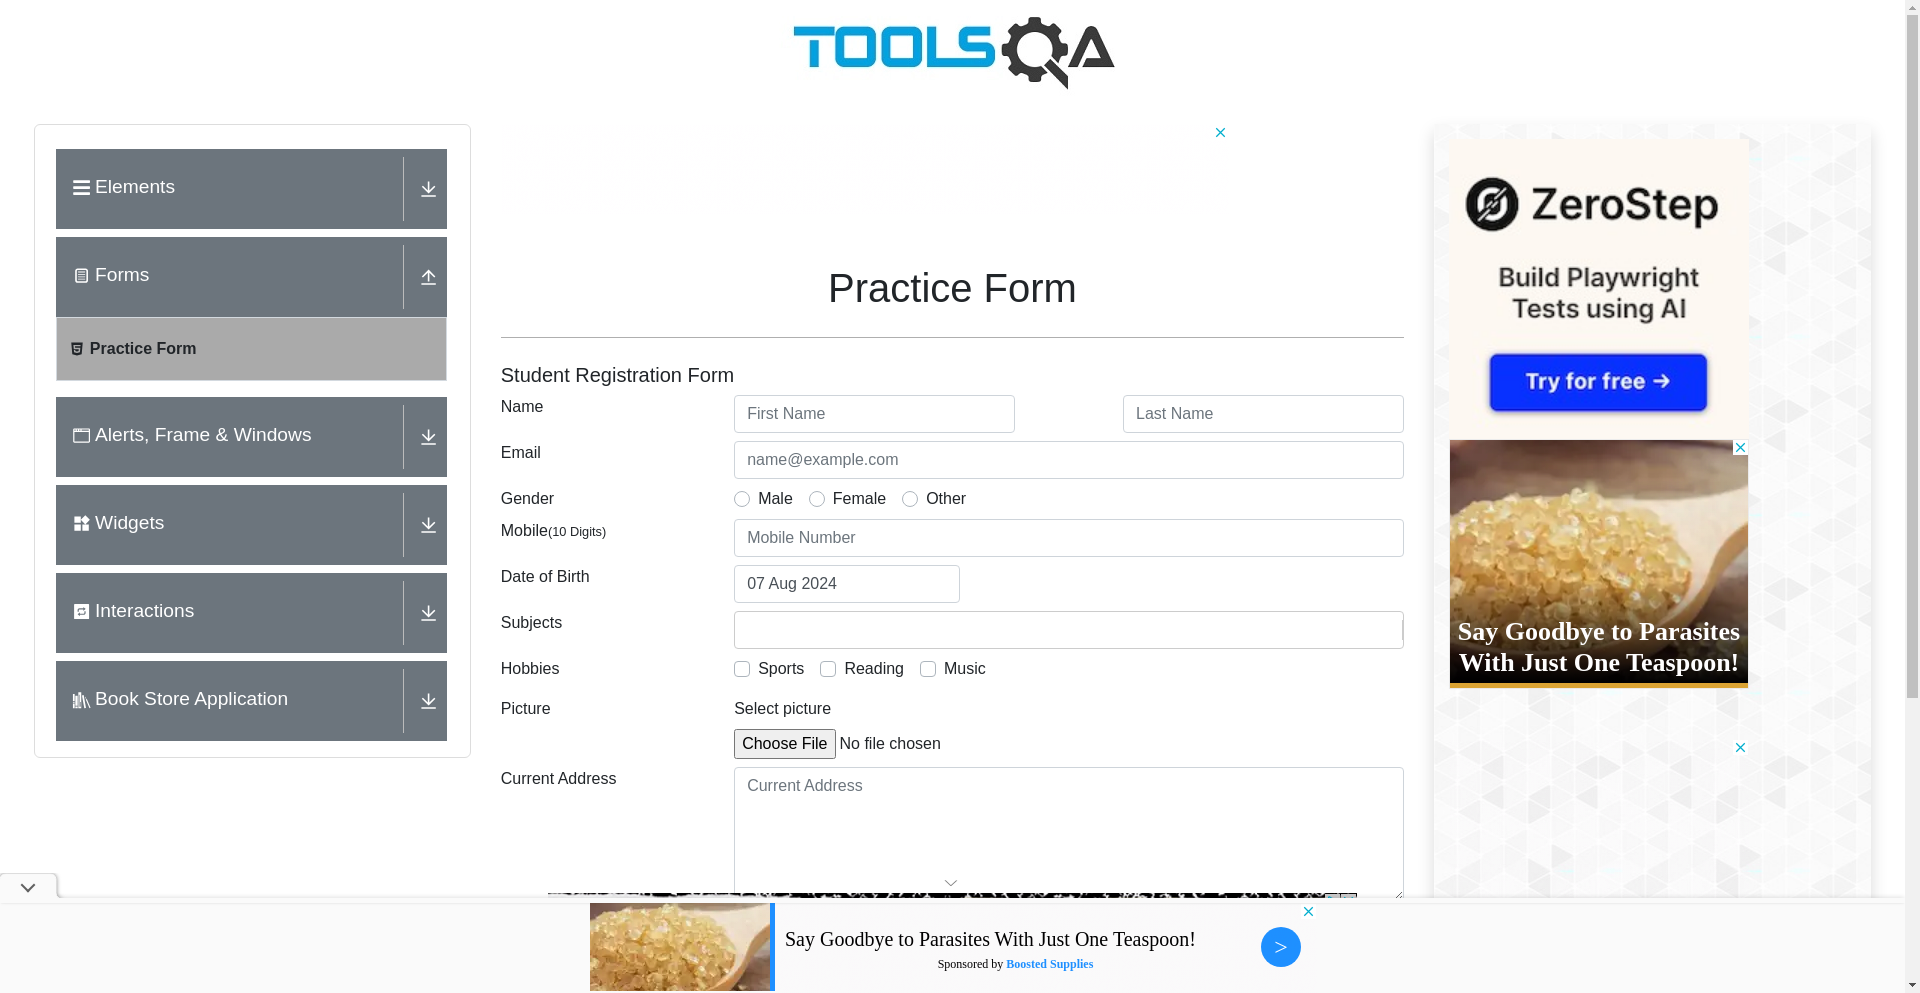 TOOLSQA
Elements
Forms
Practice Form
Alerts, Frame & Windows
Widgets
Interactions
Book Store Application
Practice Form
Student Registration Form
Name
First Name
Last Name
Email
name@example.com
Gender
Male
Female
Other
Mobile(10 Digits)
Mobile Number
Date of Birth
07 Aug 2024
Subjects
Hobbies
Sports
Reading
Music
Picture
Select picture
Choose File No file chosen
Current Address
Current Address
ZeroStep
Build Playwright
Tests using AI
Try for free →
Say Goodbye to Parasites
With Just One Teaspoon!
Say Goodbye to Parasites With Just One Teaspoon!
Sponsored by Boosted Supplies
>